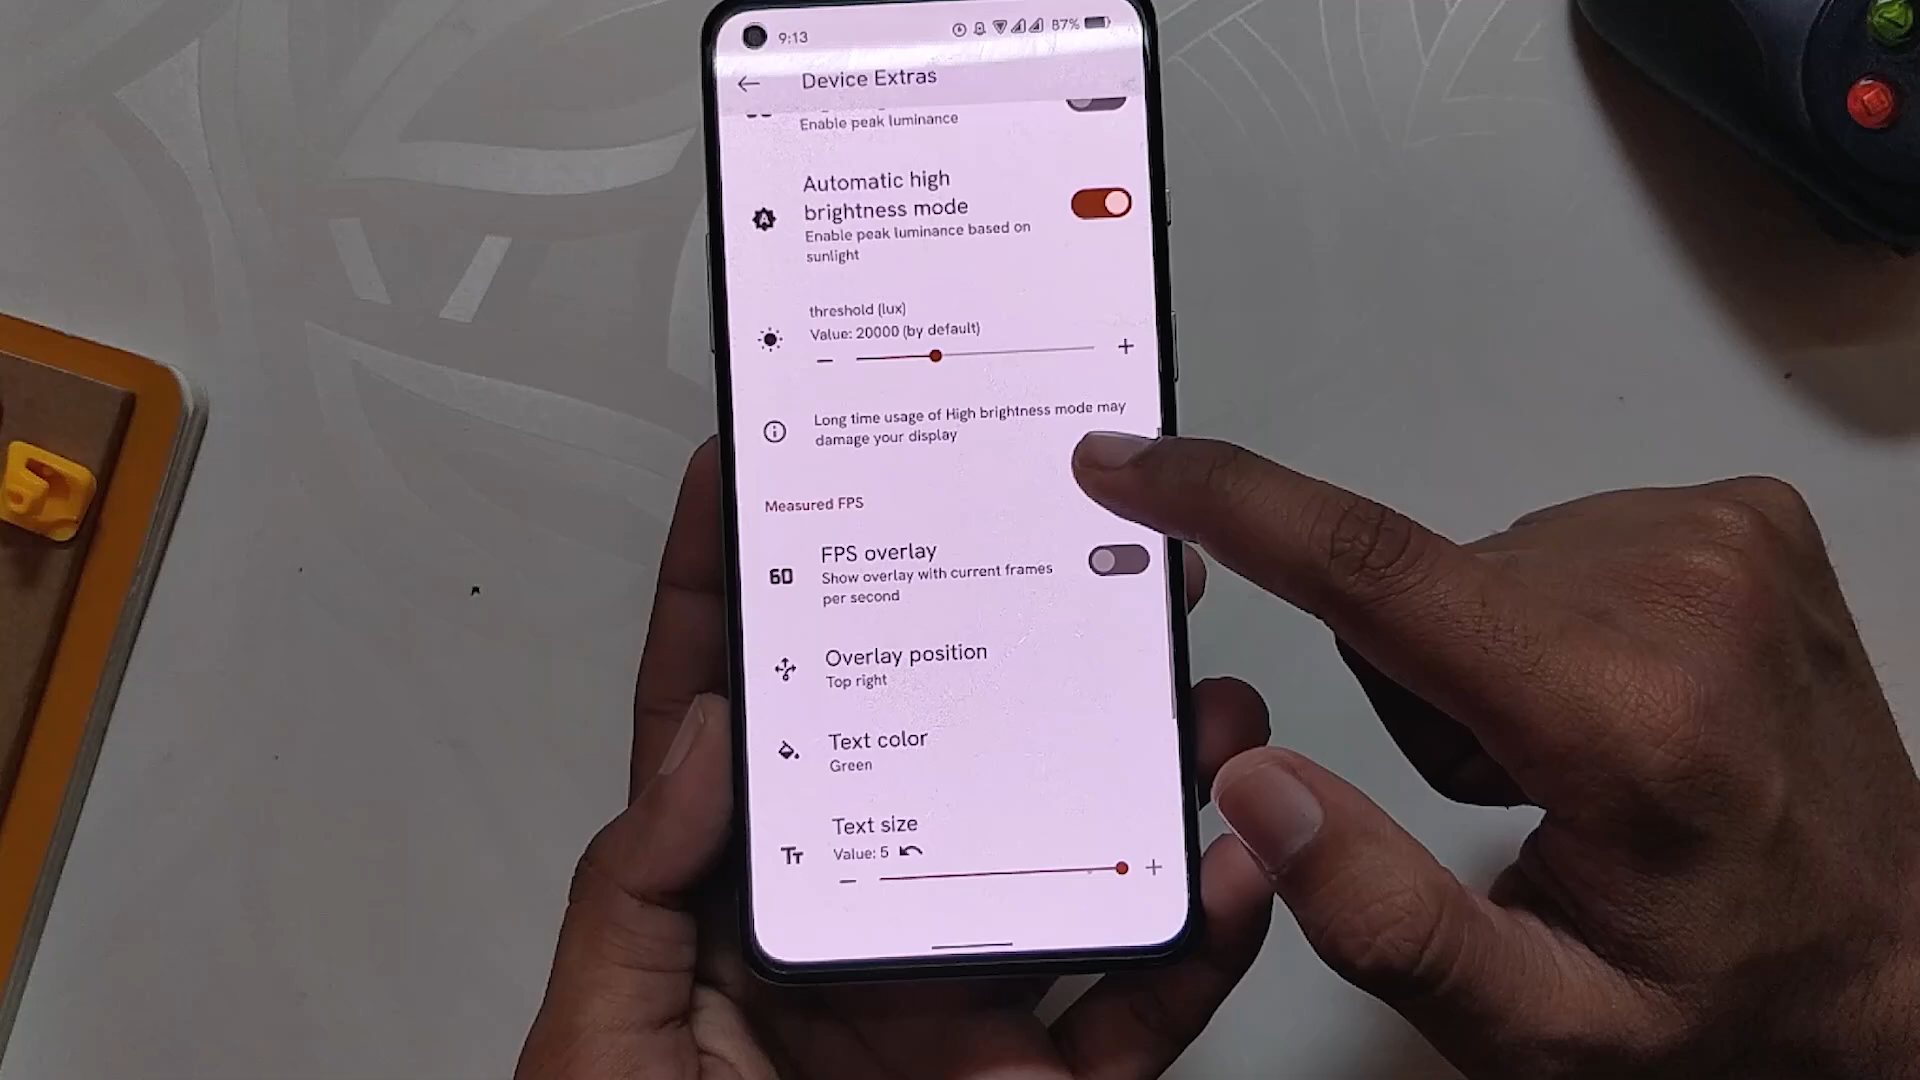 9:13
87%
Device Extras
Enable peak luminance
Automatic high
brightness mode
Enable peak luminance based on
sunlight
threshold (lux)
Value: 20000 (by default)
Long time usage of High brightness mode may
damage your display
Measured FPS
60
FPS overlay
Show overlay with current frames
per second
Overlay position
Top right
Text color
Green
Text size
Value: 5